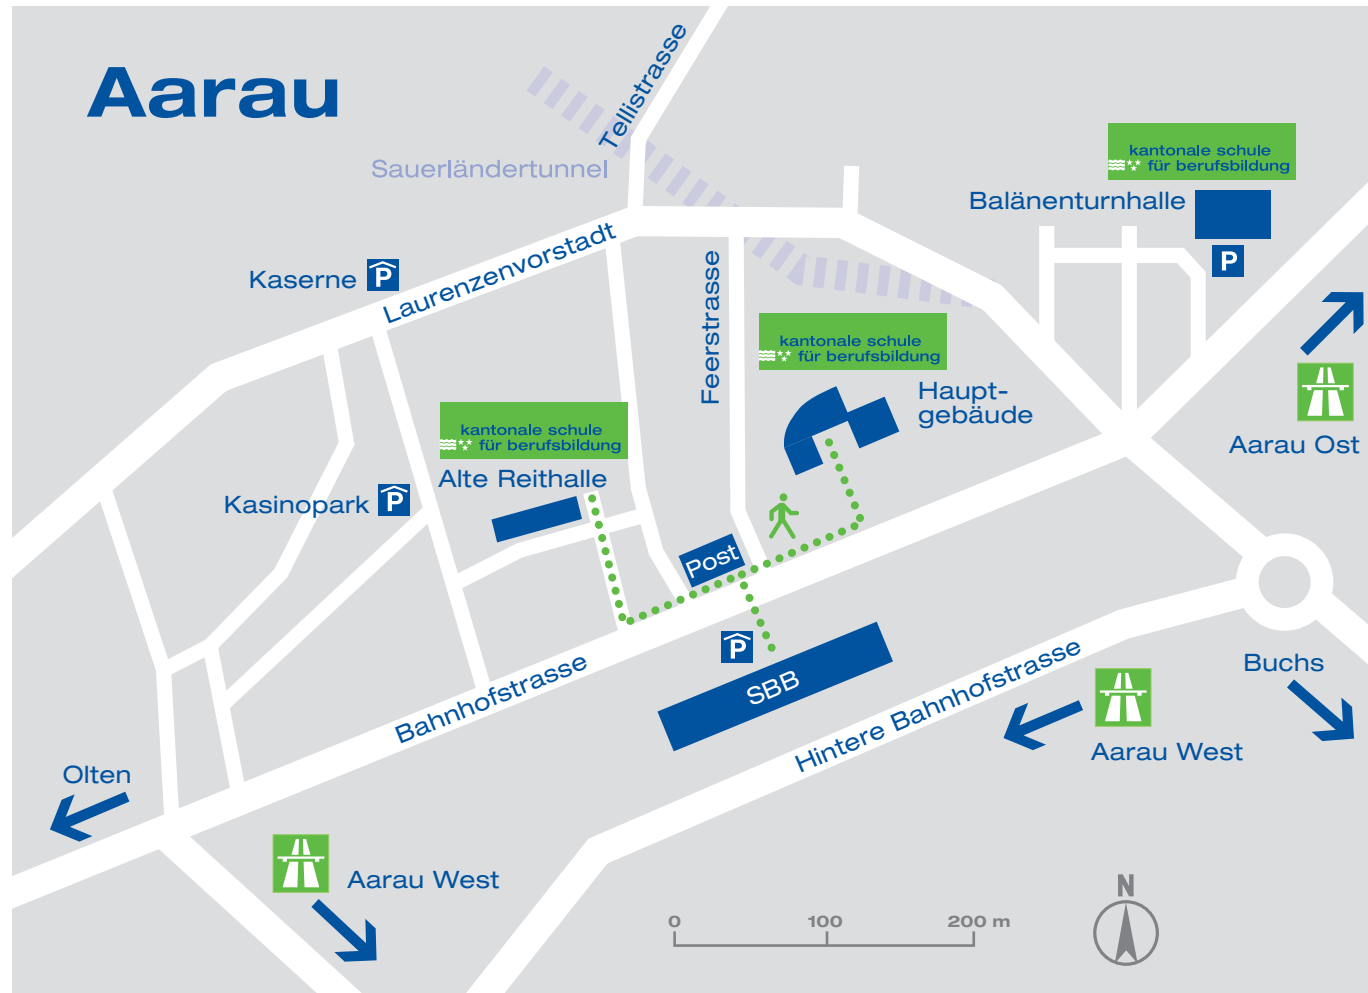 Aarau
Tellistrasse
Sauerländertunnel
kantonale schule
für berufsbildung
Balänenturnhalle
P
Laurenzenvorstadt
Kaserne P
Feerstrasse
kantonale schule
für berufsbildung
Haupt-
gebäude
kantonale schule
für berufsbildung
Alte Reithalle
Aarau Ost
Kasinopark P
Post
P
SBB
Bahnhofstrasse
Hintere Bahnhofstrasse
Buchs
Aarau West
Olten
Aarau West
N
0 100 200 m